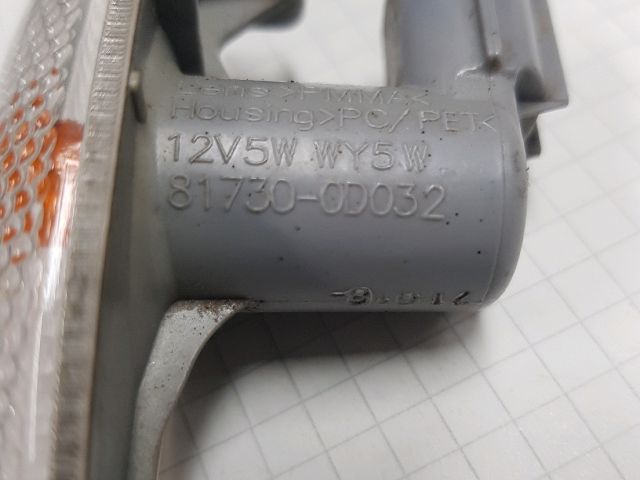 Lens >PMMA<
Housing>PC/PET<
12V5W WY5W
81730-0D032